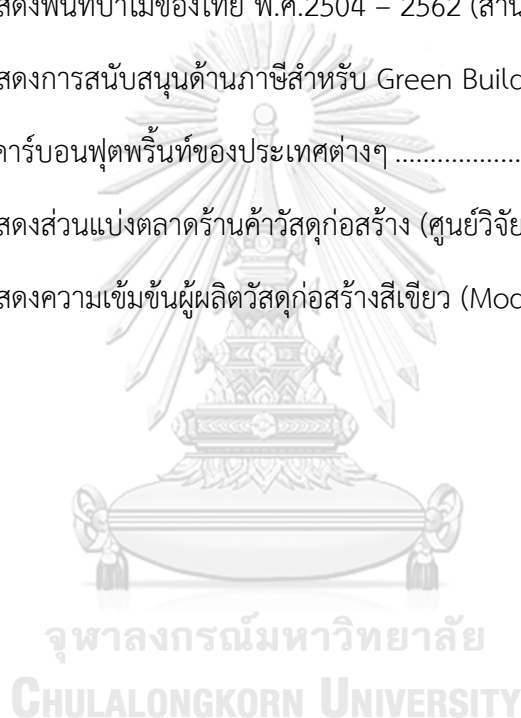 สดงพื้นที่ป่าไม้ของไทย พ.ศ.2504 – 2562 (สำน
สดงการสนับสนุนด้านภาษีสำหรับ Green Build
คาร์บอนฟุตพริ้นท์ของประเทศต่างๆ ...................
สดงส่วนแบ่งตลาดร้านค้าวัสดุก่อสร้าง (ศูนย์วิจัย
สดงความเข้มข้นผู้ผลิตวัสดุก่อสร้างสีเขียว (Mod
จุฬาลงกรณ์มหาวิทยาลัย
CHULALONGKORN UNIVERSITY